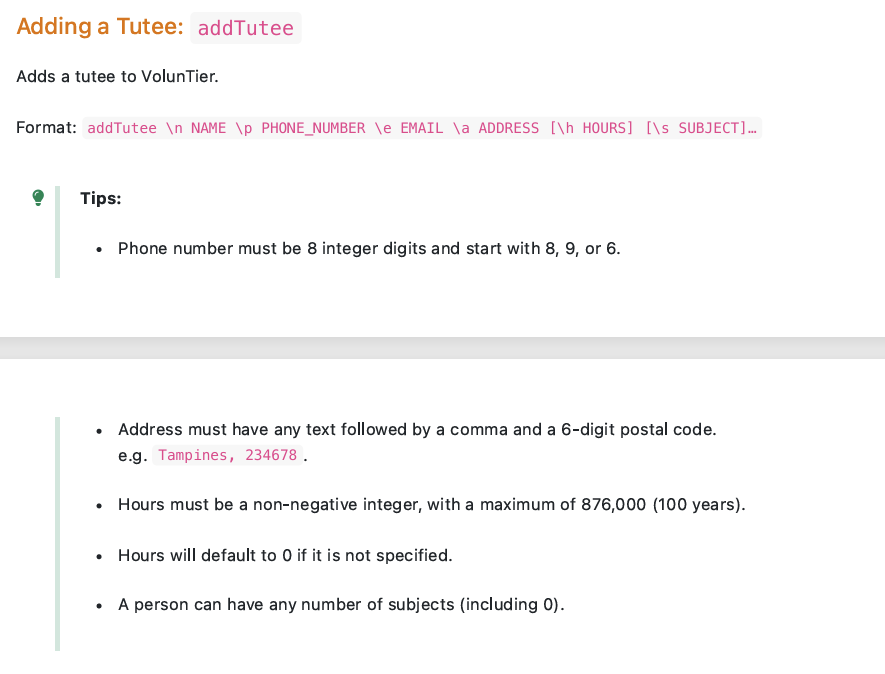 Adding a Tutee: addTutee
Adds a tutee to VolunTier.
Format: addTutee \n NAME \p PHONE_NUMBER \e EMAIL \a ADDRESS [\h HOURS] [\s SUBJECT]…
Tips:
• Phone number must be 8 integer digits and start with 8, 9, or 6.
• Address must have any text followed by a comma and a 6-digit postal code.
e.g. Tampines, 234678 .
• Hours must be a non-negative integer, with a maximum of 876,000 (100 years).
• Hours will default to 0 if it is not specified.
• A person can have any number of subjects (including 0).